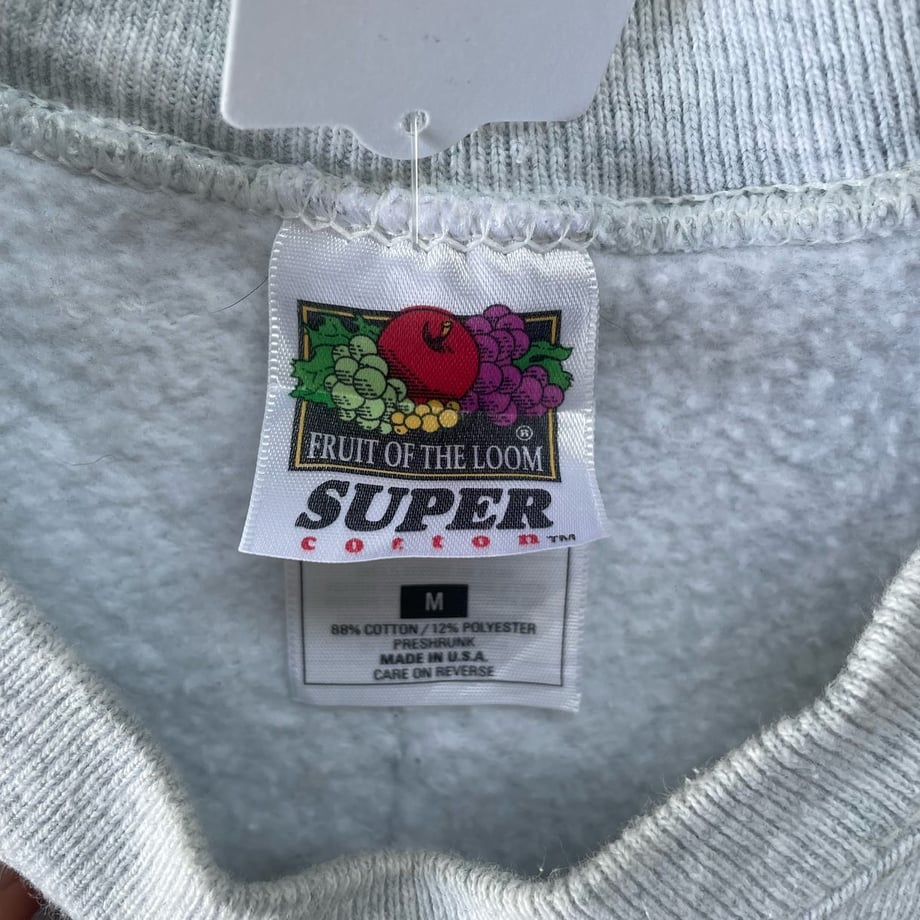 ®
FRUIT OF THE LOOM
SUPER
cotton™
M
88% COTTON / 12% POLYESTER
PRESHRUNK
MADE IN U.S.A.
CARE ON REVERSE